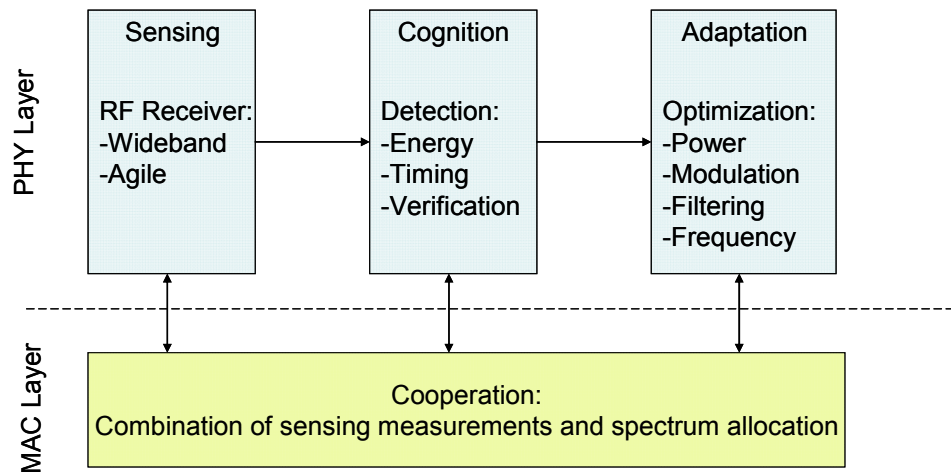 PHY Layer
Sensing
RF Receiver:
-Wideband
-Agile
Cognition
Detection:
-Energy
-Timing
-Verification
Adaptation
Optimization:
-Power
-Modulation
-Filtering
-Frequency
MAC Layer
Cooperation:
Combination of sensing measurements and spectrum allocation